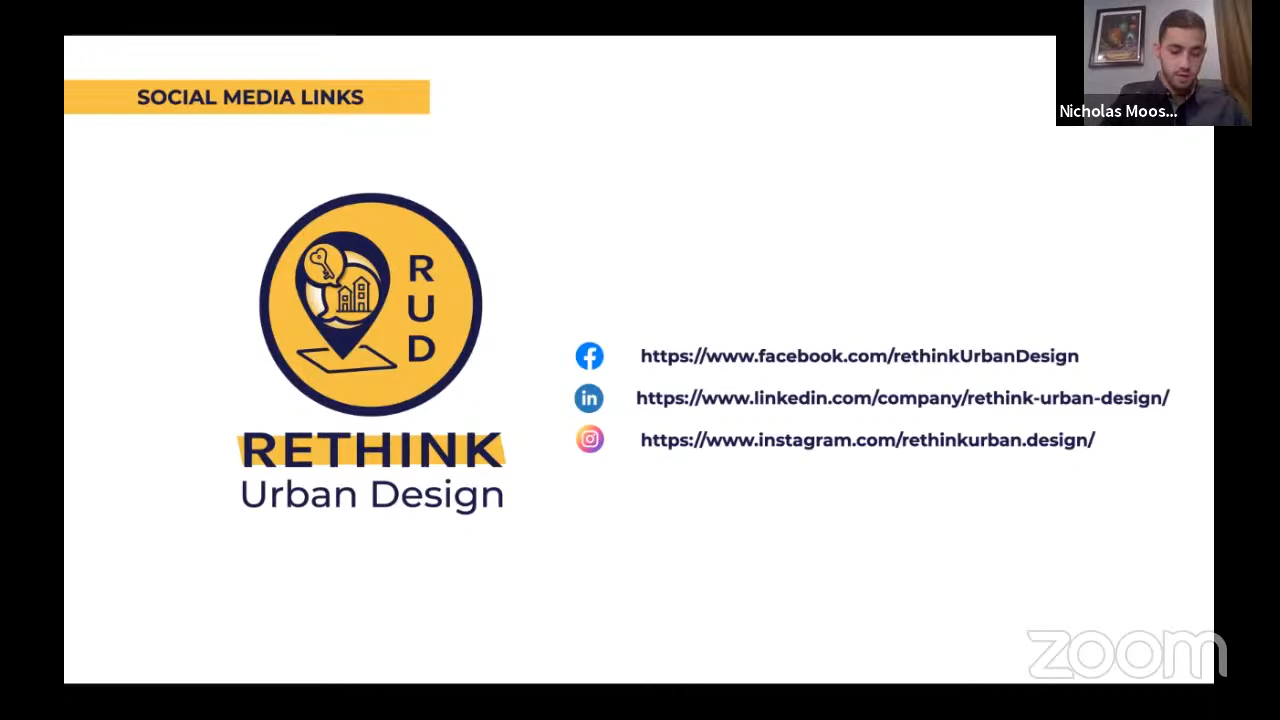 SOCIAL MEDIA LINKS
Nicholas Moos...
R
U
D
RETHINK
Urban Design
https://www.facebook.com/rethinkUrbanDesign
https://www.linkedin.com/company/rethink-urban-design/
https://www.instagram.com/rethinkurban.design/
zoom